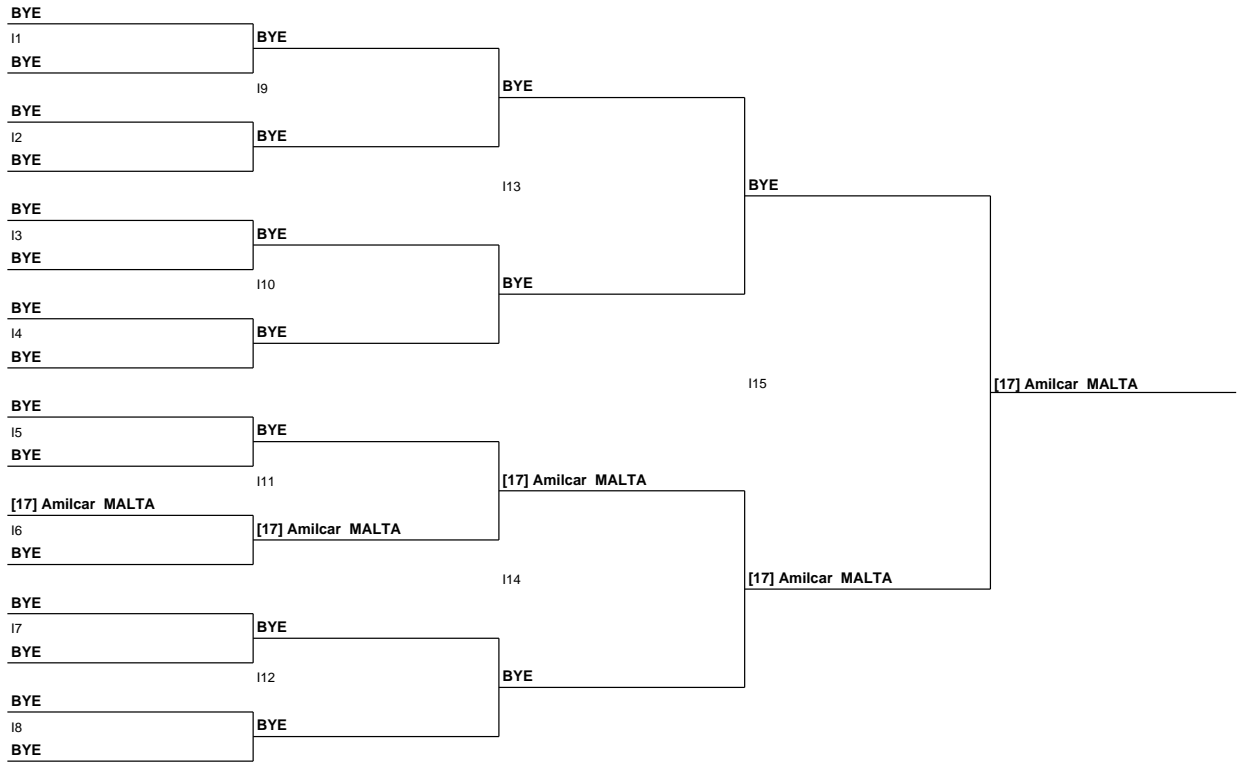 BYE
I1
BYE
BYE
I9
BYE
BYE
I2
BYE
BYE
I13
BYE
BYE
I3
BYE
BYE
I10
BYE
BYE
I4
BYE
BYE
I15
[17] Amilcar MALTA
BYE
I5
BYE
BYE
I11
[17] Amilcar MALTA
[17] Amilcar MALTA
I6
[17] Amilcar MALTA
BYE
I14
[17] Amilcar MALTA
BYE
I7
BYE
BYE
I12
BYE
BYE
I8
BYE
BYE